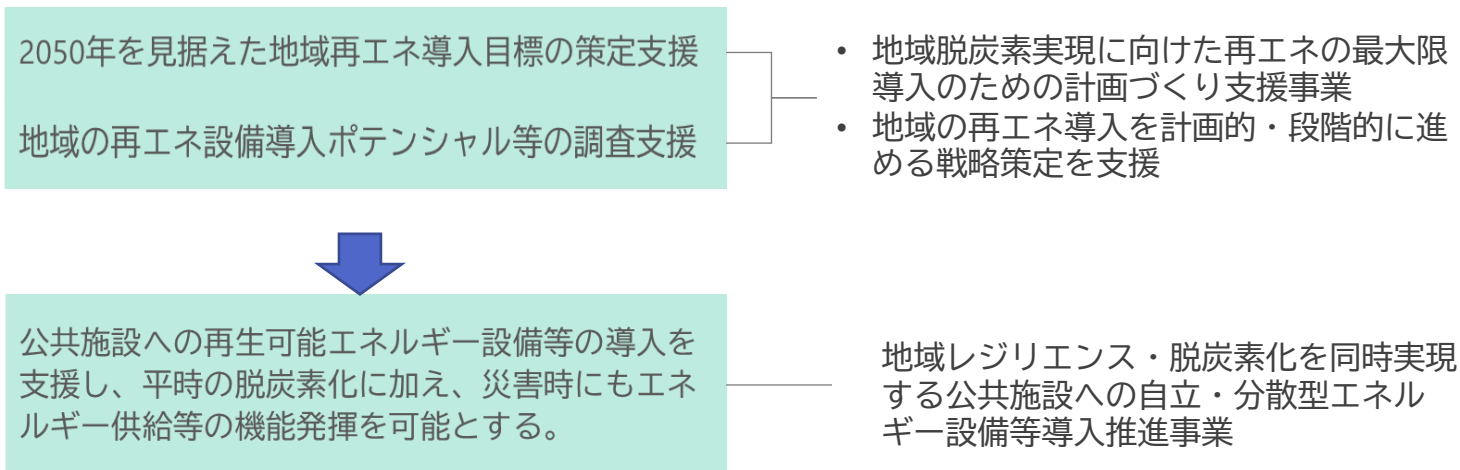 2050年を見据えた地域再エネ導入目標の策定支援
地域の再エネ設備導入ポテンシャル等の調査支援
• 地域脱炭素実現に向けた再エネの最大限
導入のための計画づくり支援事業
• 地域の再エネ導入を計画的・段階的に進
める戦略策定を支援
公共施設への再生可能エネルギー設備等の導入を
支援し、平時の脱炭素化に加え、災害時にもエネ
ルギー供給等の機能発揮を可能とする。
地域レジリエンス・脱炭素化を同時実現
する公共施設への自立・分散型エネル
ギー設備等導入推進事業